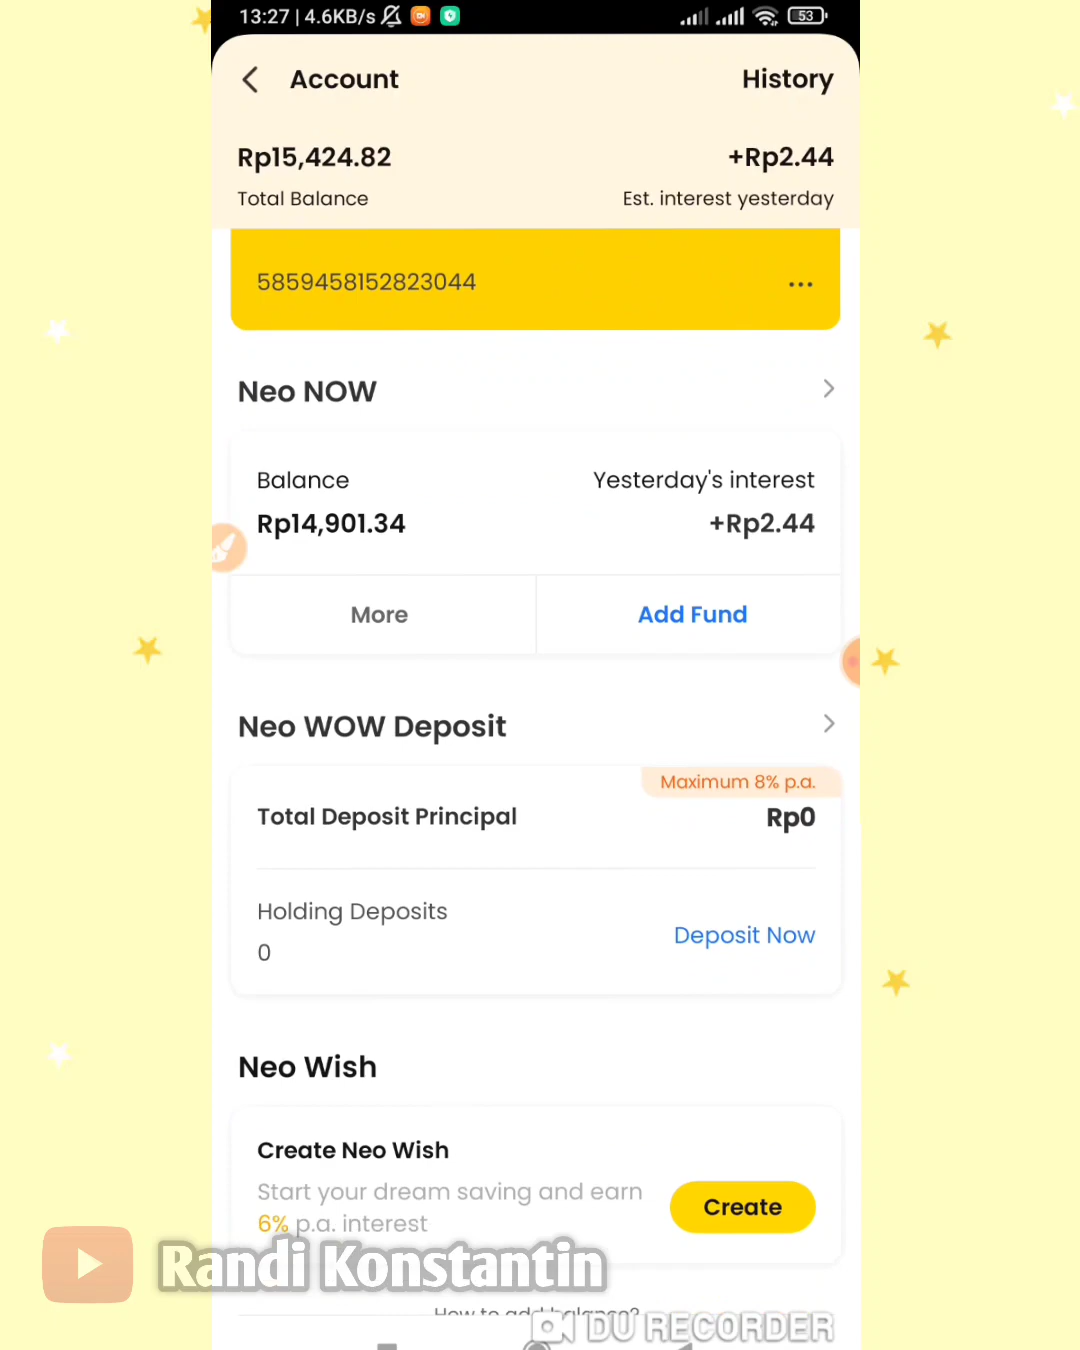 13:27 | 4.6KB/s
53
Account
History
Rp15,424.82
+Rp2.44
Total Balance
Est. interest yesterday
5859458152823044
...
Neo NOW
Balance
Yesterday's interest
Rp14,901.34
+Rp2.44
More
Add Fund
Neo WOW Deposit
Maximum 8% p.a.
Total Deposit Principal
Rp0
Holding Deposits
0
Deposit Now
Neo Wish
Create Neo Wish
Start your dream saving and earn
6% p.a. interest
Create
Randi Konstantin
How to add balance?
DU RECORDER